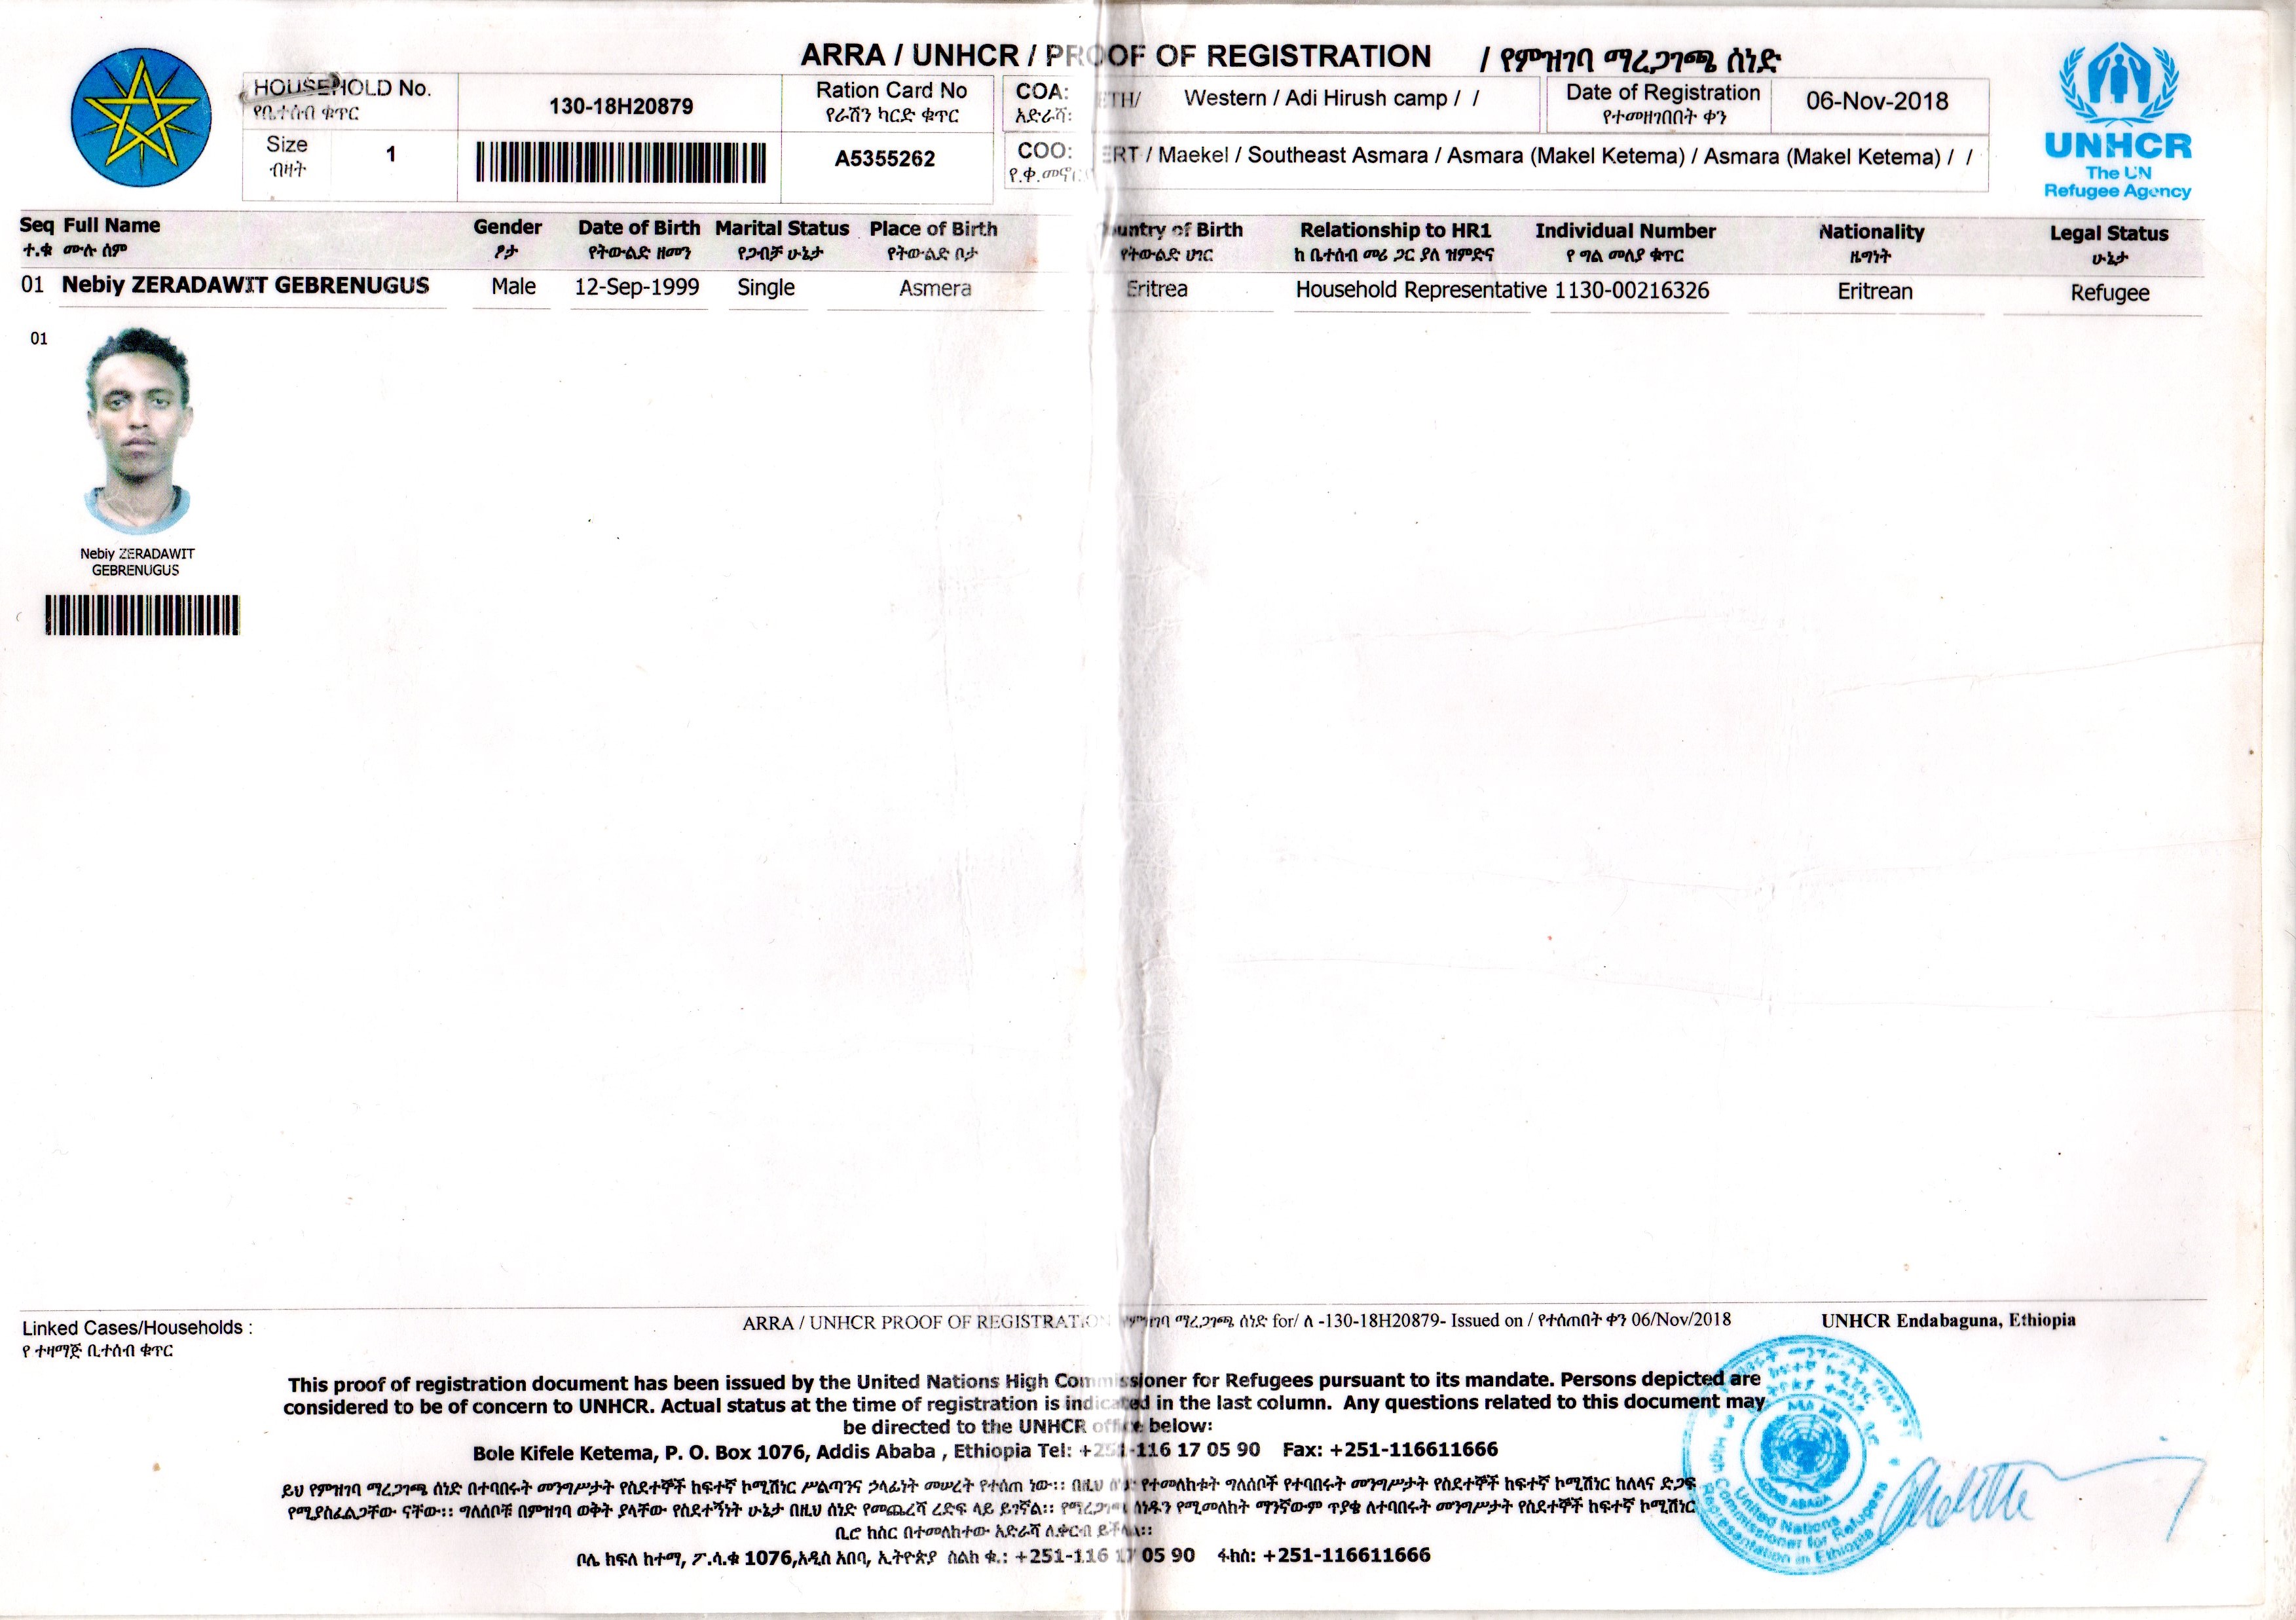 ARRA / UNHCR / PROOF OF REGISTRATION / የምዝገባ ማረጋገጫ ሰነድ
HOUSEHOLD No.
የቤተሰብ ቁጥር
130-18H20879
Ration Card No
የራሽን ካርድ ቁጥር
COA: ETH/ Western / Adi Hirush camp / /
አድራሻ:
Date of Registration
የተመዘገበበት ቀን
06-Nov-2018
Size
ብዛት
1
A5355262
COO: ERT / Maekel / Southeast Asmara / Asmara (Makel Ketema) / Asmara (Makel Ketema) / /
UNHCR
The UN
Refugee Agency
Seq Full Name Gender Date of Birth Marital Status Place of Birth Country of Birth Relationship to HR1 Individual Number Nationality Legal Status
ተ.ቁ ሙሉ ስም ፆታ የትውልድ ዘመን የጋብቻ ሁኔታ የትውልድ ቦታ የትውልድ ሀገር ከ ቤተሰብ መሪ ጋር ያለ ዝምድና የ ግል መለያ ቁጥር ዜግነት ሁኔታ
01 Nebiy ZERADAWIT GEBRENUGUS Male 12-Sep-1999 Single Asmera Eritrea Household Representative 1130-00216326 Eritrean Refugee
01
Nebiy ZERADAWIT
GEBRENUGUS
Linked Cases/Households :
የ ተዛማጅ ቤተሰብ ቁጥር
ARRA / UNHCR PROOF OF REGISTRATION የምዝገባ ማረጋገጫ ሰነድ for/ ለ -130-18H20879- Issued on / የተሰጠበት ቀን 06/Nov/2018
UNHCR Endabaguna, Ethiopia
This proof of registration document has been issued by the United Nations High Commissioner for Refugees pursuant to its mandate. Persons depicted are
considered to be of concern to UNHCR. Actual status at the time of registration is indicated in the last column. Any questions related to this document may
be directed to the UNHCR office below:
Bole Kifele Ketema, P. O. Box 1076, Addis Ababa , Ethiopia Tel: +251-116 17 05 90 Fax: +251-116611666
ይህ የምዝገባ ማረጋገጫ ሰነድ በተባበሩት መንግሥታት የስደተኞች ከፍተኛ ኮሚሽነር ሥልጣንና ኃላፊነት መሠረት የተሰጠ ነው፡፡ በዚህ የተመለከቱት ግለሰቦች የተባበሩት መንግሥታት የስደተኞች ከፍተኛ ኮሚሽነር ከለላና ድጋፍ
የሚያስፈልጋቸው ናቸው፡፡ ግለሰቦቹ በምዝገባ ወቅት ያላቸው የስደተኝነት ሁኔታ በዚህ ሰነድ የመጨረሻ ረድፍ ላይ ይገኛል፡፡ የማረጋገጫ ሰነዱን የሚመለከት ማንኛውም ጥያቄ ለተባበሩት መንግሥታት የስደተኞች ከፍተኛ ኮሚሽነር
ቢሮ ከስር በተመለከተው አድራሻ ሊቀርብ ይችላል፡፡
ቦሌ ክፍለ ከተማ, ፖ.ሳ.ቁ 1076,አዲስ አበባ, ኢትዮጵያ ስልክ ቁ.: +251-116 17 05 90 ፋክስ: +251-116611666
United Nations
High Commissioner for Refugees
Representation in Ethiopia
ADDIS ABABA